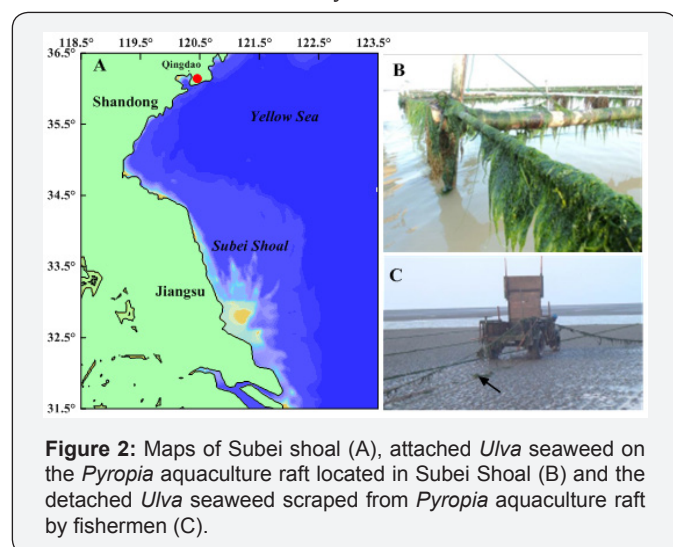 118.5° 119.5° 120.5° 121.5° 122.5° 123.5°
36.5°
A
Qingdao
Shandong
35.5°
Yellow Sea
34.5°
Subei Shoal
33.5°
Jiangsu
32.5°
31.5°
B
C
Figure 2: Maps of Subei shoal (A), attached Ulva seaweed on
the Pyropia aquaculture raft located in Subei Shoal (B) and the
detached Ulva seaweed scraped from Pyropia aquaculture raft
by fishermen (C).